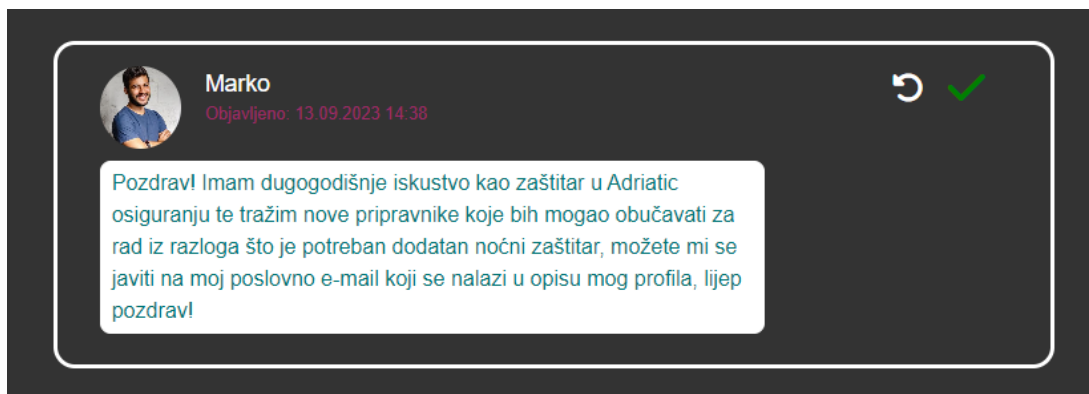 Marko
Objavljeno: 13.09.2023 14:38
Pozdrav! Imam dugogodišnje iskustvo kao zaštitar u Adriatic
osiguranju te tražim nove pripravnike koje bih mogao obučavati za
rad iz razloga što je potreban dodatan noćni zaštitar, možete mi se
javiti na moj poslovno e-mail koji se nalazi u opisu mog profila, lijep
pozdrav!